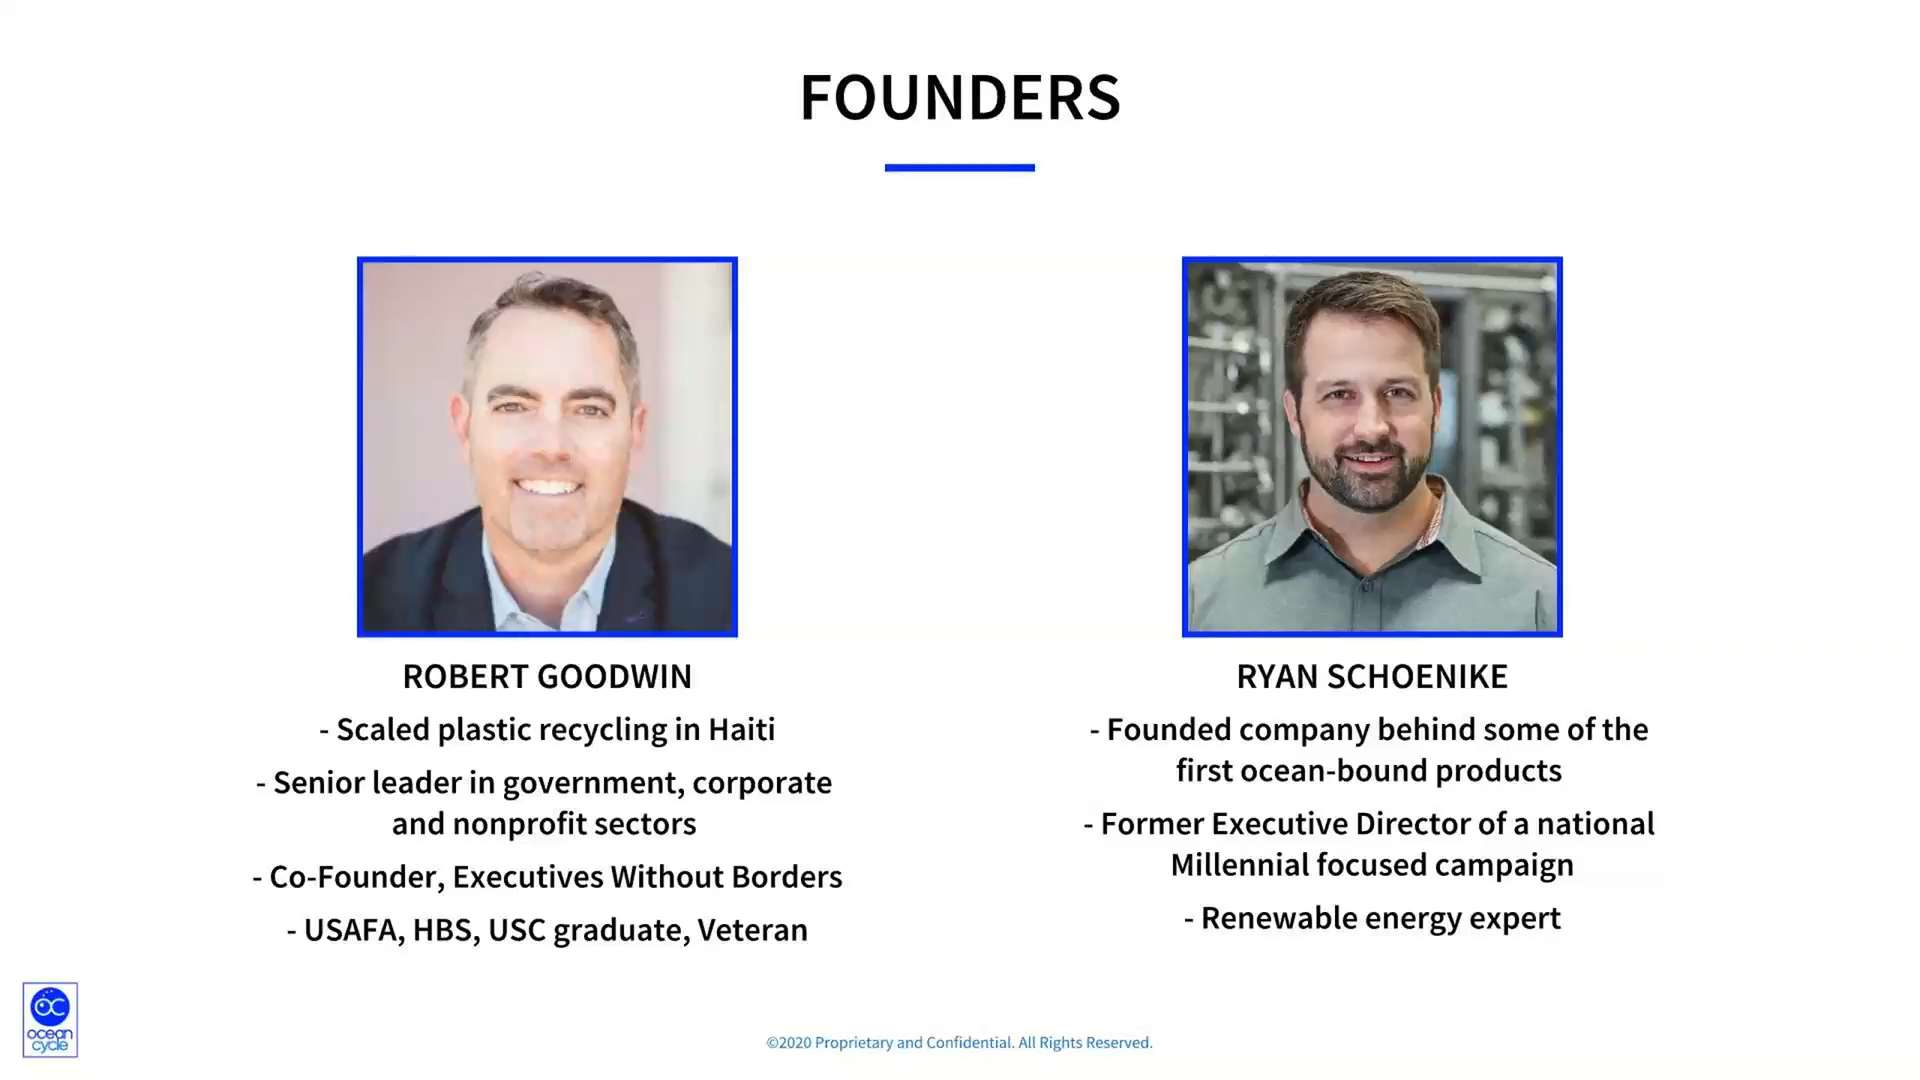 FOUNDERS
ROBERT GOODWIN
- Scaled plastic recycling in Haiti
- Senior leader in government, corporate
and nonprofit sectors
- Co-Founder, Executives Without Borders
- USAFA, HBS, USC graduate, Veteran
RYAN SCHOENIKE
- Founded company behind some of the
first ocean-bound products
- Former Executive Director of a national
Millennial focused campaign
- Renewable energy expert
OC
ocean
cycle
©2020 Proprietary and Confidential. All Rights Reserved.